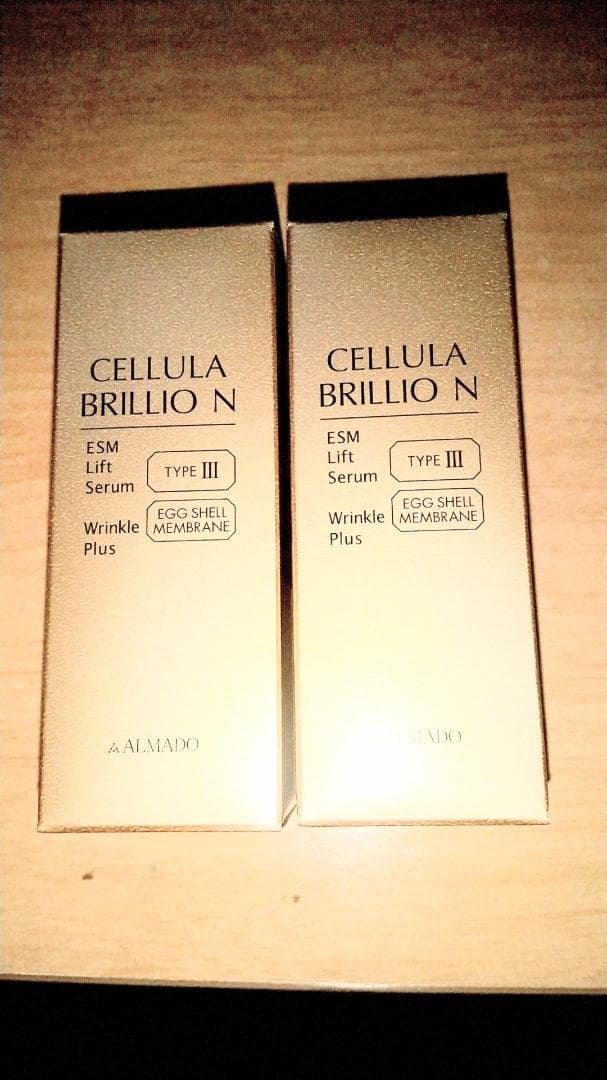 CELLULA
BRILLIO N
ESM
Lift
Serum
TYPE III
Wrinkle
Plus
EGG SHELL
MEMBRANE
ALMADO
CELLULA
BRILLIO N
ESM
Lift
Serum
TYPE III
Wrinkle
Plus
EGG SHELL
MEMBRANE
ALMADO